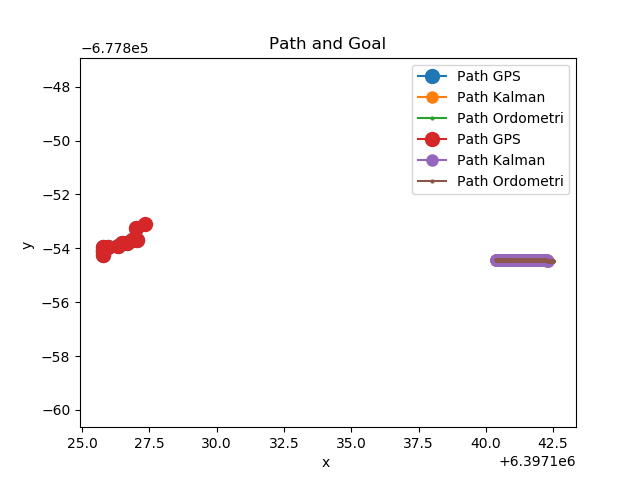 Path and Goal
−6.778e5
Path GPS
Path Kalman
Path Ordometri
Path GPS
Path Kalman
Path Ordometri
−48
−50
−52
−54
−56
−58
−60
y
25.0 27.5 30.0 32.5 35.0 37.5 40.0 42.5
x
+6.3971e6